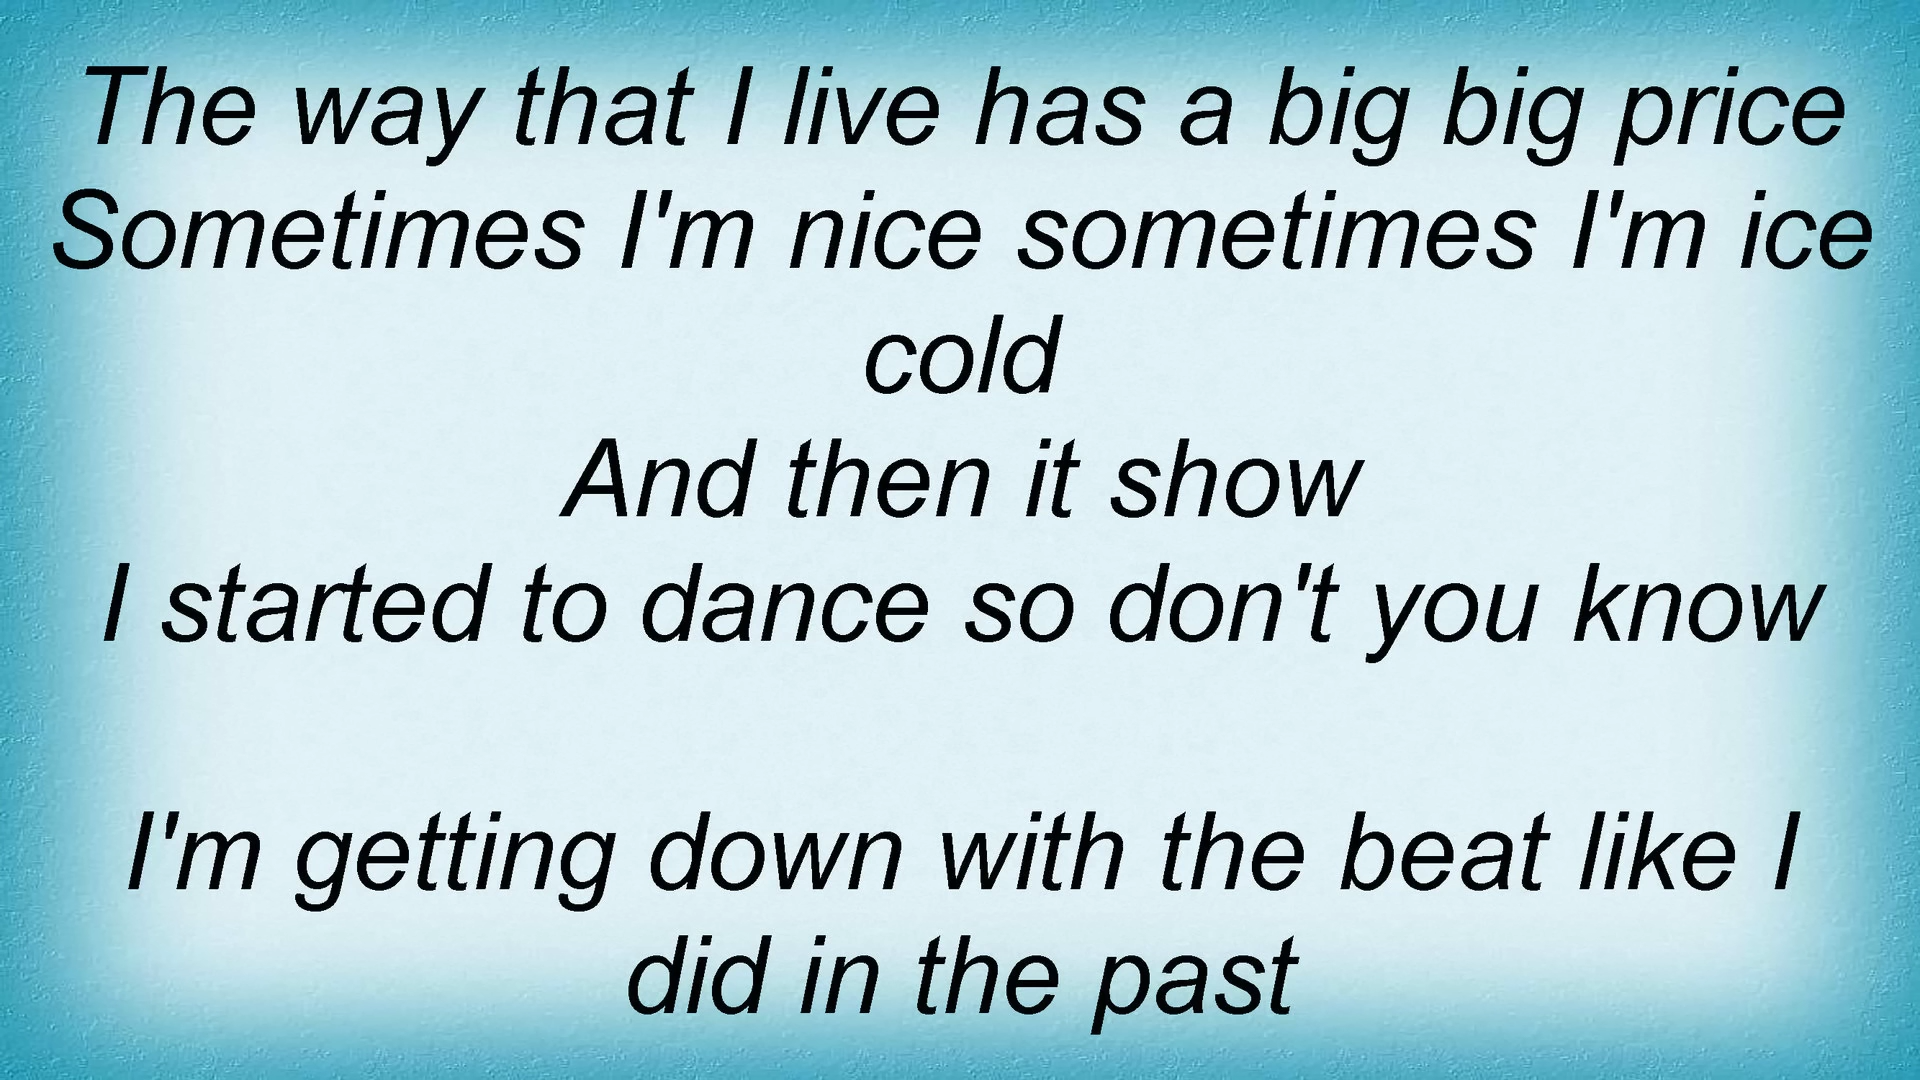 The way that I live has a big big price
Sometimes I'm nice sometimes I'm ice
cold
And then it show
I started to dance so don't you know
I'm getting down with the beat like I
did in the past